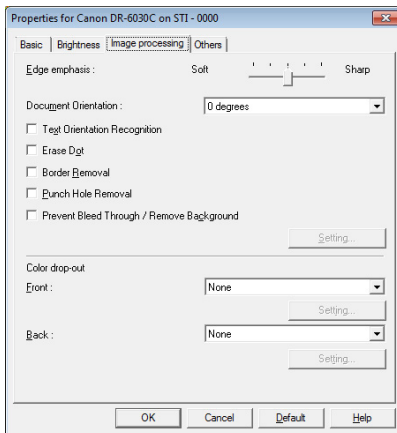 Properties for Canon DR-6030C on STI - 0000
Basic Brightness Image processing Others
Edge emphasis : Soft Sharp
Document Orientation : 0 degrees
Text Orientation Recognition
Erase Dot
Border Removal
Punch Hole Removal
Prevent Bleed Through / Remove Background
Setting...
Color drop-out
Front : None
Setting...
Back : None
Setting...
OK Cancel Default Help